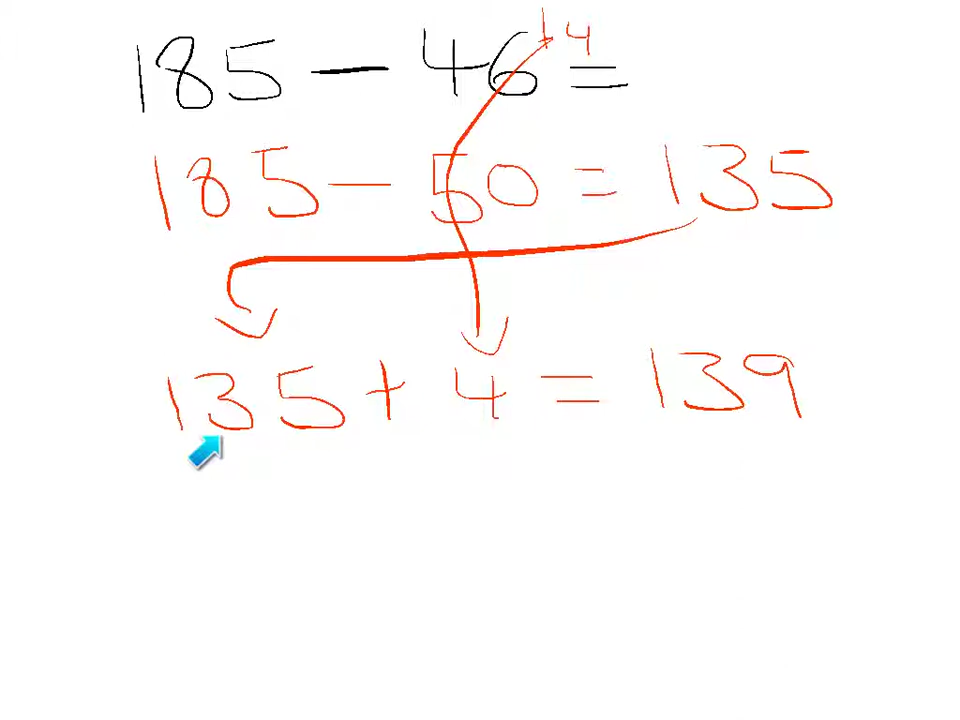 185 - 46 =
+4
185 - 50 = 135
135 + 4 = 139